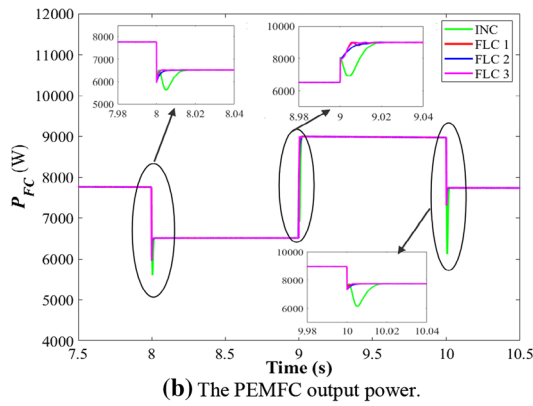 (b)
12000
10000
8000
6000
4000
P_FC (W)
7.5 8 8.5 9 9.5 10 10.5
Time (s)
INC
FLC 1
FLC 2
FLC 3
8000
7000
6000
5000
7.98 8 8.02 8.04
10000
8000
6000
8.98 9 9.02 9.04
10000
8000
6000
9.98 10 10.02 10.04
11000
9000
7000
5000
(b) The PEMFC output power.